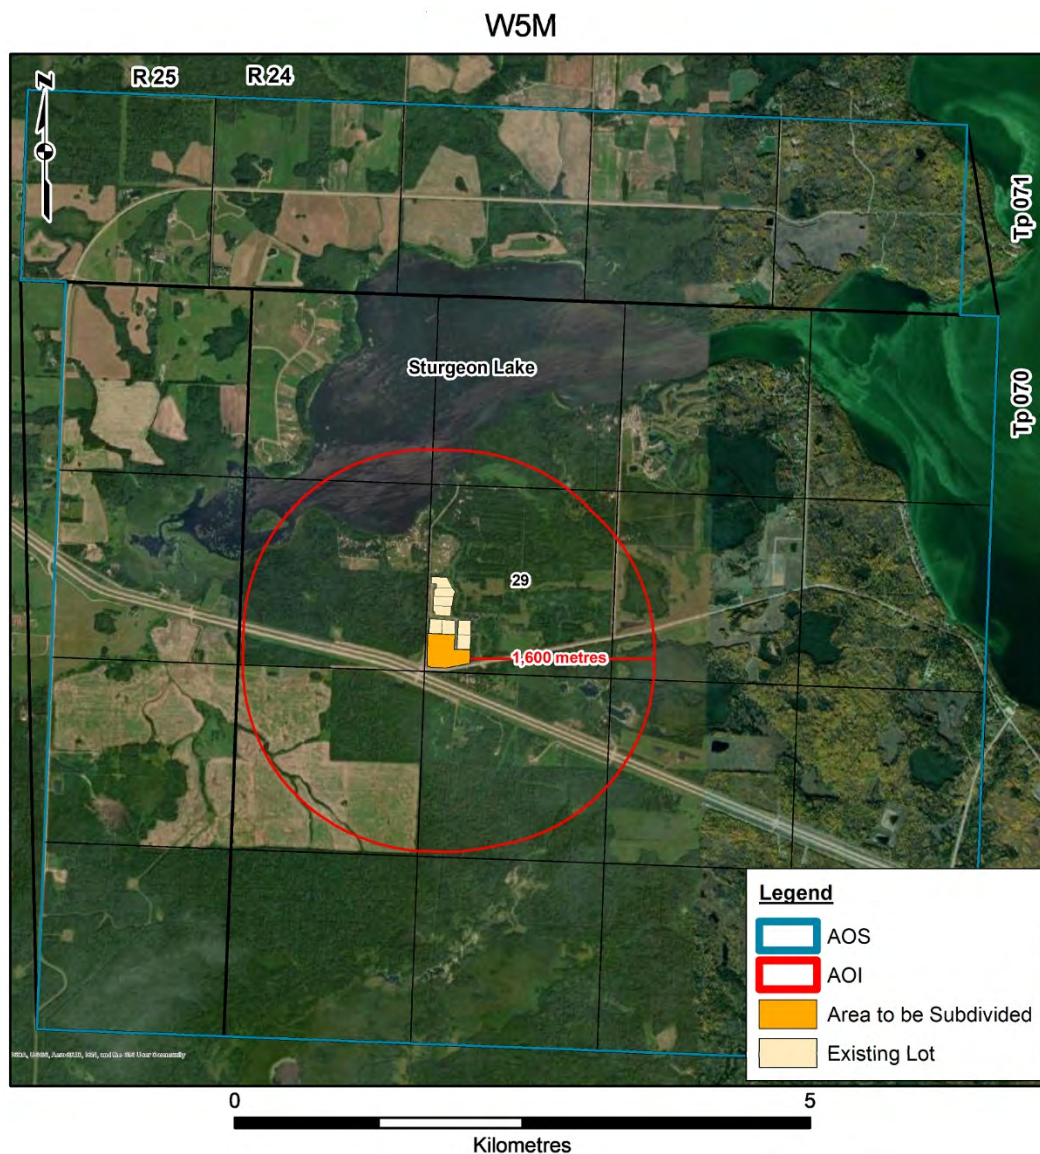 W5M
R 25 R 24
N
Tp 071
Sturgeon Lake
Tp 070
29
1,600 metres
Legend
AOS
AOI
Area to be Subdivided
Existing Lot
0 5
Kilometres